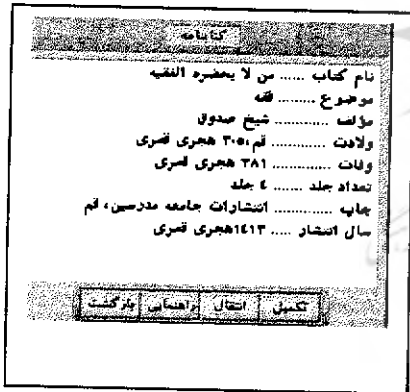 کتابنامه
نام کتاب ...... من لا یحضره الفقیه
موضوع ......... فقه
مؤلف ............ شیخ صدوق
ولادت ............. قم، ۳۰۵ هجری قمری
وفات ............. ۳۸۱ هجری قمری
تعداد جلد ....... ٤ جلد
چاپ .............. انتشارات جامعه مدرسین، قم
سال انتشار ..... ۱٤۱۳هجری قمری
تکمیل انتقال راهنمایی بازگشت